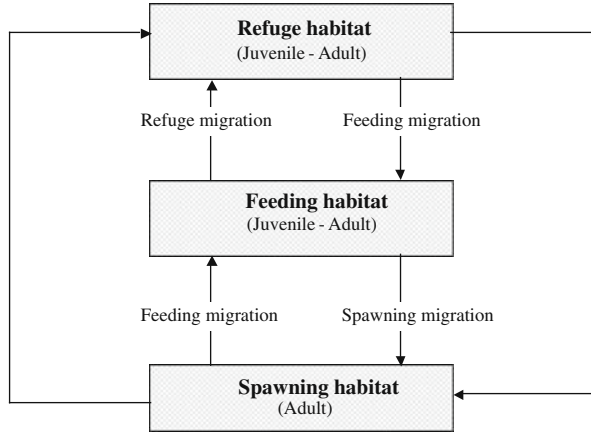 Refuge habitat
(Juvenile - Adult)
Refuge migration
Feeding migration
Feeding habitat
(Juvenile - Adult)
Feeding migration
Spawning migration
Spawning habitat
(Adult)